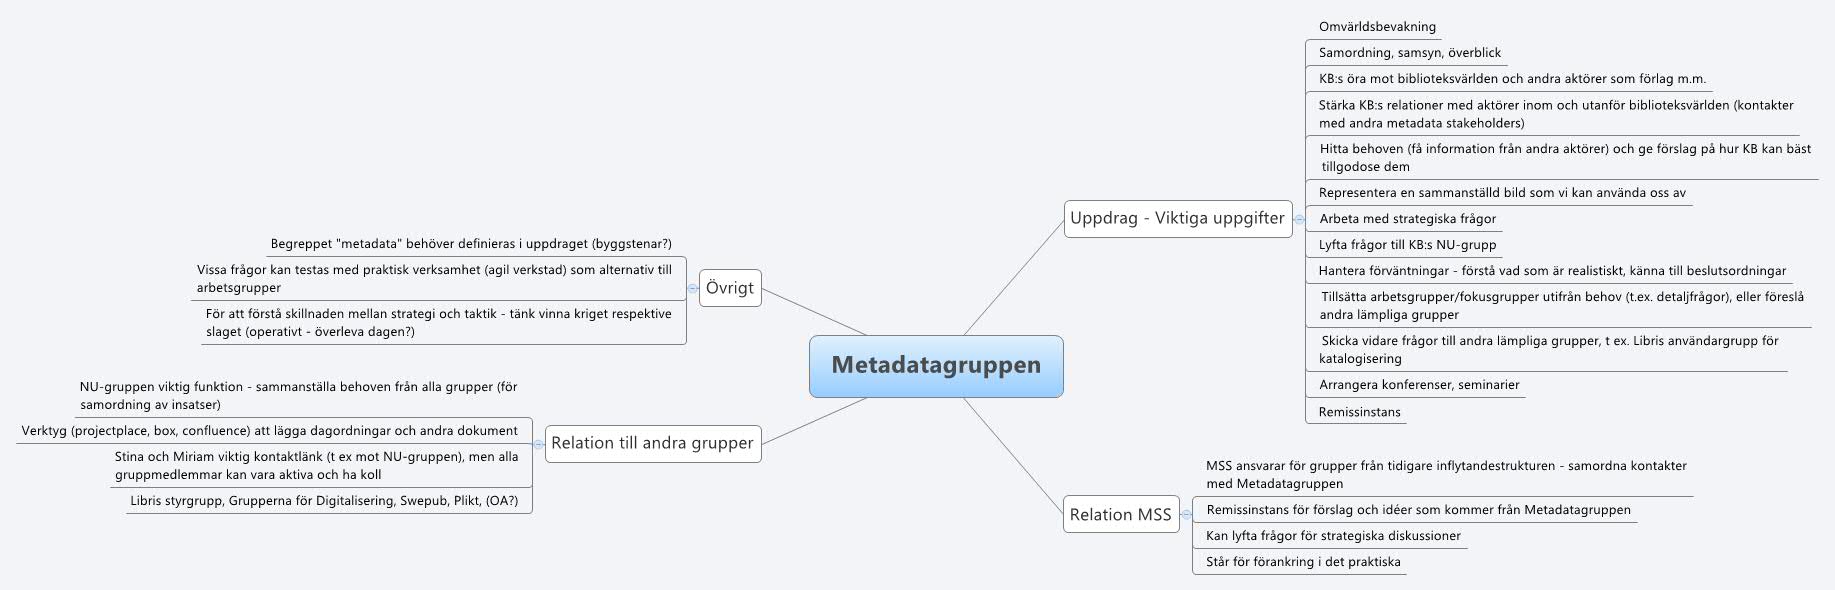 Metadatagruppen
Uppdrag - Viktiga uppgifter
Omvärldsbevakning
Samordning, samsyn, överblick
KB:s öra mot biblioteksvärlden och andra aktörer som förlag m.m.
Stärka KB:s relationer med aktörer inom och utanför biblioteksvärlden (kontakter
med andra metadata stakeholders)
Hitta behoven (få information från andra aktörer) och ge förslag på hur KB kan bäst
tillgodose dem
Representera en sammanställd bild som vi kan använda oss av
Arbeta med strategiska frågor
Lyfta frågor till KB:s NU-grupp
Hantera förväntningar - förstå vad som är realistiskt, känna till beslutsordningar
Tillsätta arbetsgrupper/fokusgrupper utifrån behov (t.ex. detaljfrågor), eller föreslå
andra lämpliga grupper
Skicka vidare frågor till andra lämpliga grupper, t ex. Libris användargrupp för
katalogisering
Arrangera konferenser, seminarier
Remissinstans
Relation MSS
MSS ansvarar för grupper från tidigare inflytandestrukturen - samordna kontakter
med Metadatagruppen
Remissinstans för förslag och idéer som kommer från Metadatagruppen
Kan lyfta frågor för strategiska diskussioner
Står för förankring i det praktiska
Övrigt
Begreppet "metadata" behöver definieras i uppdraget (byggstenar?)
Vissa frågor kan testas med praktisk verksamhet (agil verkstad) som alternativ till
arbetsgrupper
För att förstå skillnaden mellan strategi och taktik - tänk vinna kriget respektive
slaget (operativt - överleva dagen?)
Relation till andra grupper
NU-gruppen viktig funktion - sammanställa behoven från alla grupper (för
samordning av insatser)
Verktyg (projectplace, box, confluence) att lägga dagordningar och andra dokument
Stina och Miriam viktig kontaktlänk (t ex mot NU-gruppen), men alla
gruppmedlemmar kan vara aktiva och ha koll
Libris styrgrupp, Grupperna för Digitalisering, Swepub, Plikt, (OA?)